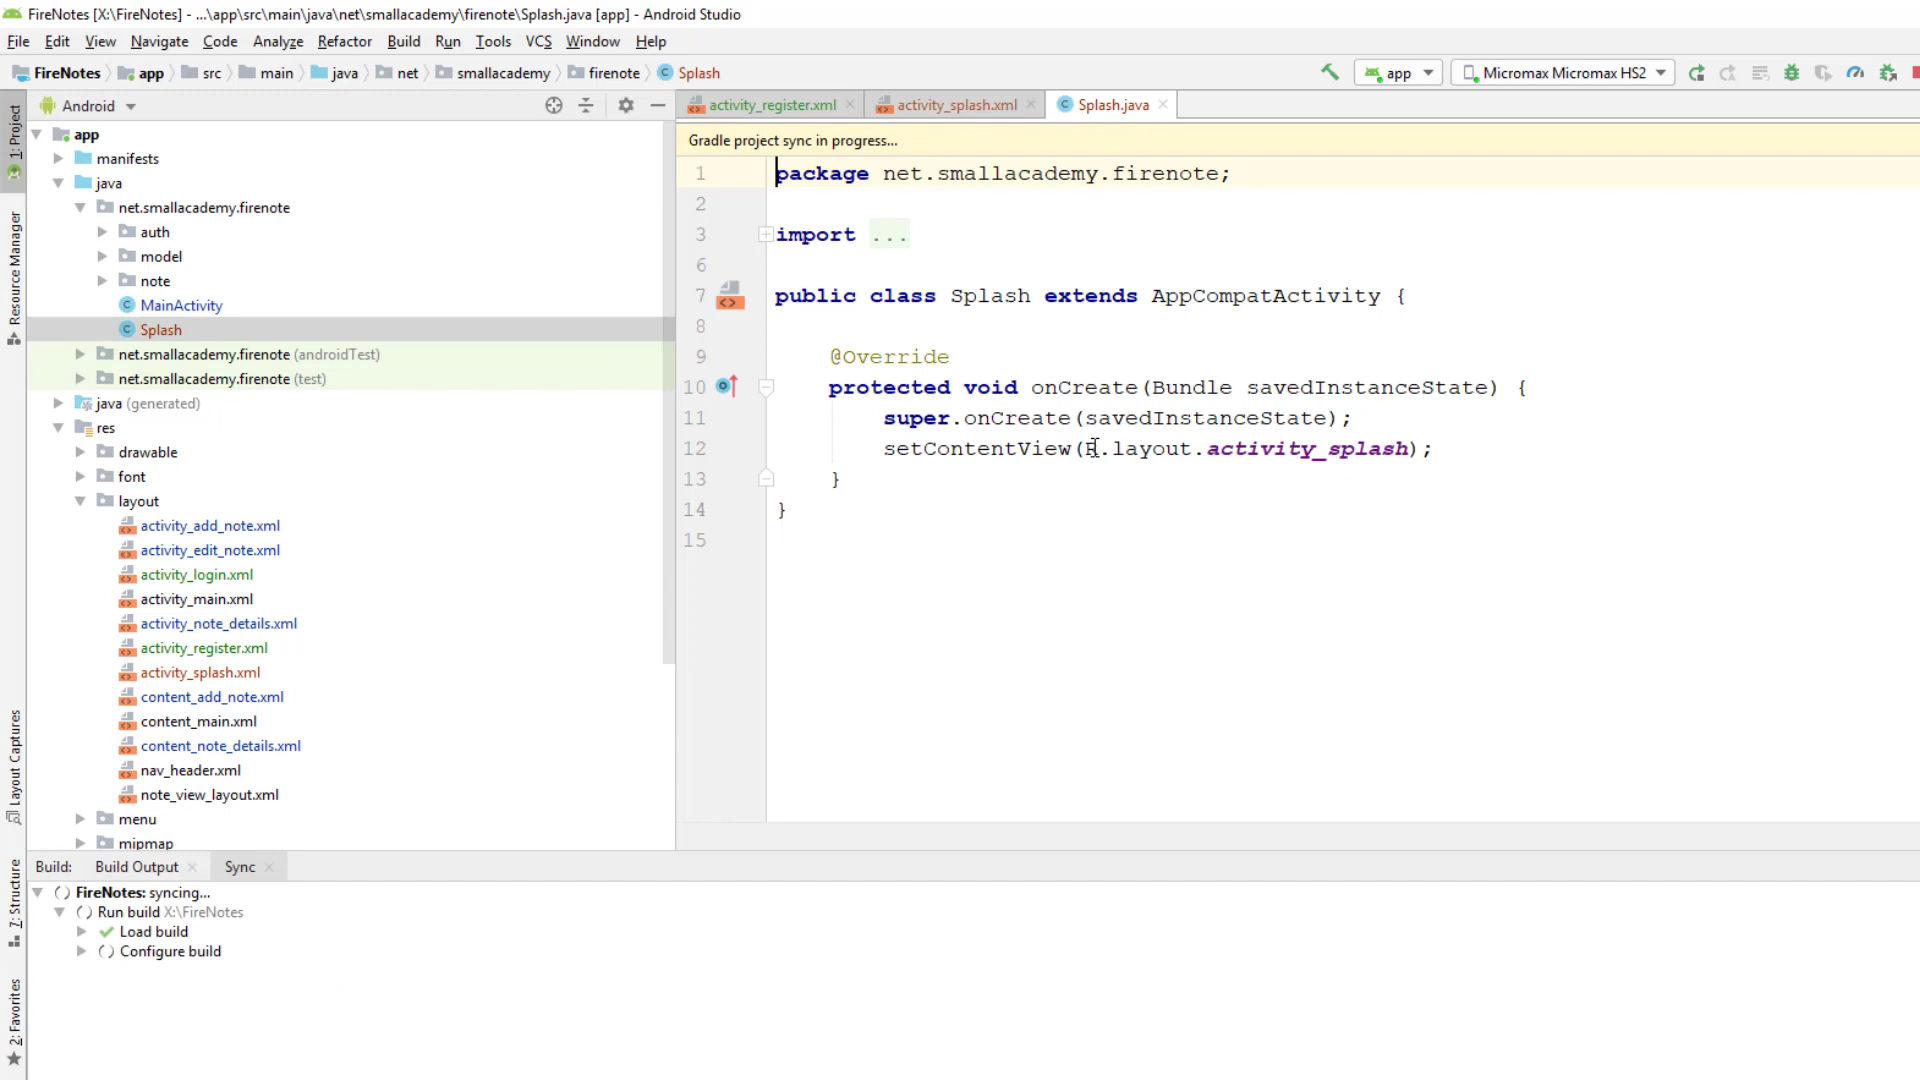 FireNotes [X:\FireNotes] - ...\app\src\main\java\net\smallacademy\firenote\Splash.java [app] - Android Studio
File Edit View Navigate Code Analyze Refactor Build Run Tools VCS Window Help
FireNotes app src main java net smallacademy firenote Splash
app Micromax Micromax HS2
Android
activity_register.xml activity_splash.xml Splash.java
1: Project
Resource Manager
Layout Captures
7: Structure
2: Favorites
app
manifests
java
net.smallacademy.firenote
auth
model
note
MainActivity
Splash
net.smallacademy.firenote (androidTest)
net.smallacademy.firenote (test)
java (generated)
res
drawable
font
layout
activity_add_note.xml
activity_edit_note.xml
activity_login.xml
activity_main.xml
activity_note_details.xml
activity_register.xml
activity_splash.xml
content_add_note.xml
content_main.xml
content_note_details.xml
nav_header.xml
note_view_layout.xml
menu
mipmap
Gradle project sync in progress...
1 package net.smallacademy.firenote;
2
3 import ...
6
7 public class Splash extends AppCompatActivity {
8
9 @Override
10 protected void onCreate(Bundle savedInstanceState) {
11 super.onCreate(savedInstanceState);
12 setContentView(R.layout.activity_splash);
13 }
14 }
15
Build: Build Output Sync
FireNotes: syncing...
Run build X:\FireNotes
Load build
Configure build